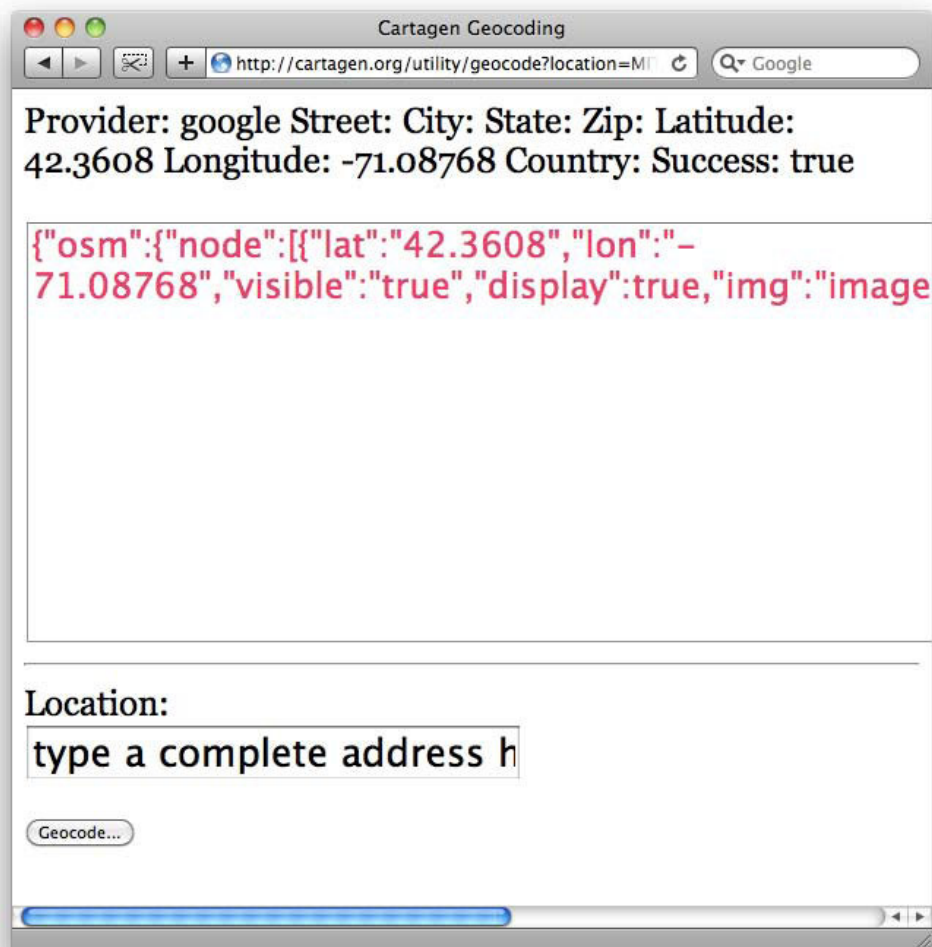 Cartagen Geocoding
http://cartagen.org/utility/geocode?location=MI
Google
Provider: google Street: City: State: Zip: Latitude:
42.3608 Longitude: -71.08768 Country: Success: true
{"osm":{"node":[{"lat":"42.3608","lon":"-
71.08768","visible":"true","display":true,"img":"image
Location:
type a complete address h
Geocode...